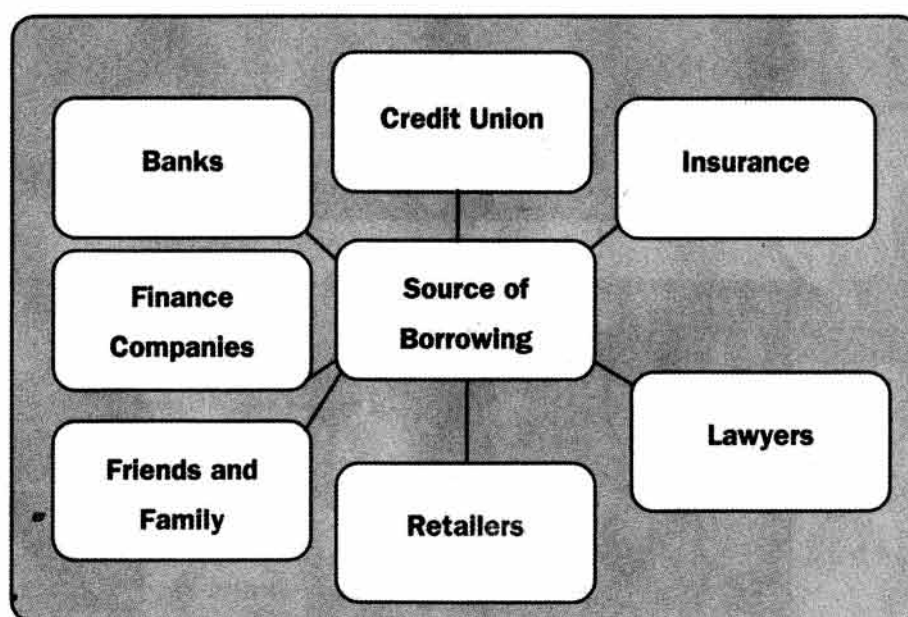 Credit Union
Banks
Insurance
Finance
Companies
Source of
Borrowing
Friends and
Family
Retailers
Lawyers